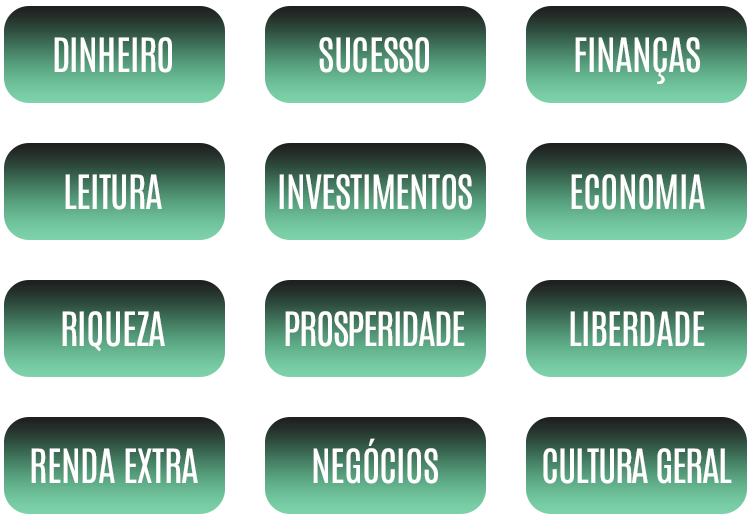 DINHEIRO
SUCESSO
FINANÇAS
LEITURA
INVESTIMENTOS
ECONOMIA
RIQUEZA
PROSPERIDADE
LIBERDADE
RENDA EXTRA
NEGÓCIOS
CULTURA GERAL